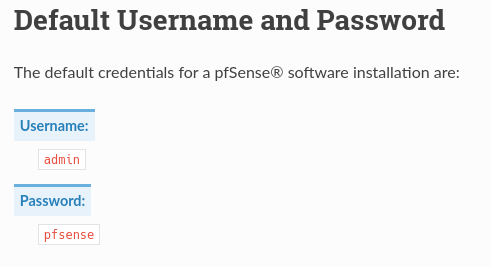 Default Username and Password
The default credentials for a pfSense® software installation are:
Username:
admin
Password:
pfsense